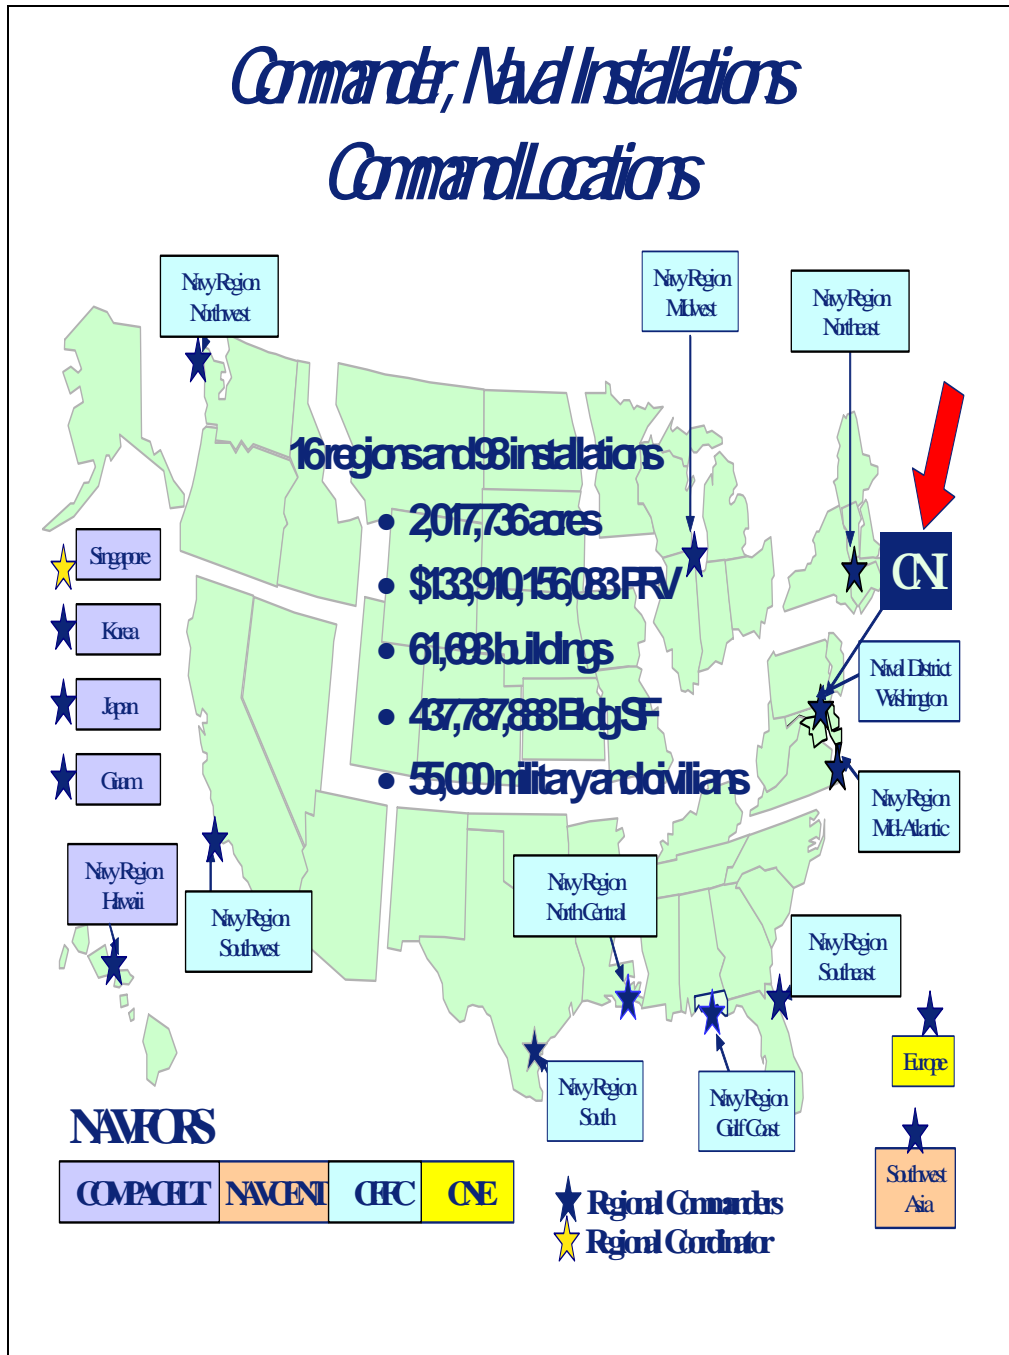 Commander, Naval Installations
Command Locations
Navy Region
Northwest
Navy Region
Midwest
Navy Region
Northeast
16 regions and 98 installations
• 2,017,736 acres
• $133,910,156,083 PRV
• 61,693 buildings
• 437,787,888 Bldg SF
• 55,000 military and civilians
CNI
Singapore
Korea
Japan
Guam
Naval District
Washington
Navy Region
Mid-Atlantic
Navy Region
Hawaii
Navy Region
Southwest
Navy Region
North Central
Navy Region
Southeast
Navy Region
South
Navy Region
Gulf Coast
Europe
Southwest
Asia
NAVFORS
COMPACFLT
NAVCENT
CFFC
CNE
Regional Commanders
Regional Coordinator